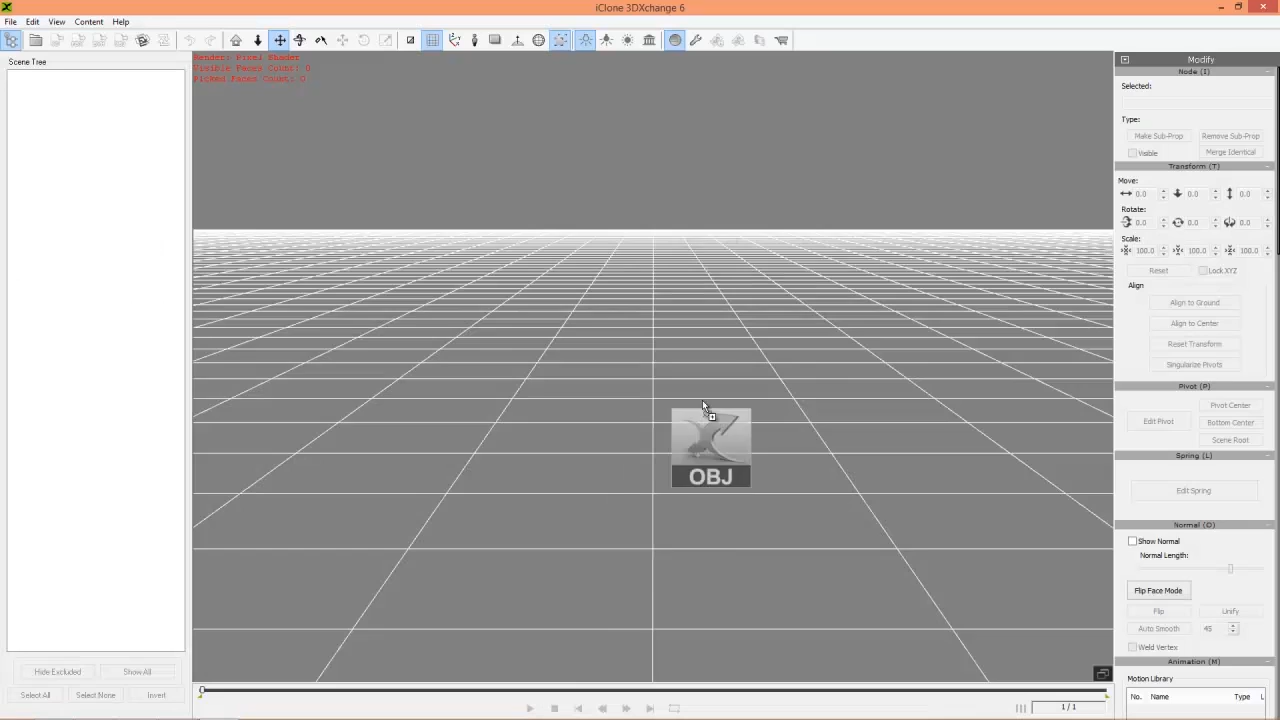 iClone 3DXchange 6
File Edit View Content Help
Scene Tree
Render: Pixel Shader
Visible Faces Count: 0
Picked Faces Count: 0
OBJ
Hide Excluded Show All
Select All Select None Invert
1 / 1
Modify
Node (I)
Selected:
Type:
Make Sub-Prop Remove Sub-Prop
Visible Merge Identical
Transform (T)
Move:
0.0 0.0 0.0
Rotate:
0.0 0.0 0.0
Scale:
100.0 100.0 100.0
Reset Lock XYZ
Align
Align to Ground
Align to Center
Reset Transform
Singularize Pivots
Pivot (P)
Edit Pivot Pivot Center
Bottom Center
Scene Root
Spring (L)
Edit Spring
Normal (O)
Show Normal
Normal Length:
Flip Face Mode
Flip Unify
Auto Smooth 45
Weld Vertex
Animation (M)
Motion Library
No. Name Type L